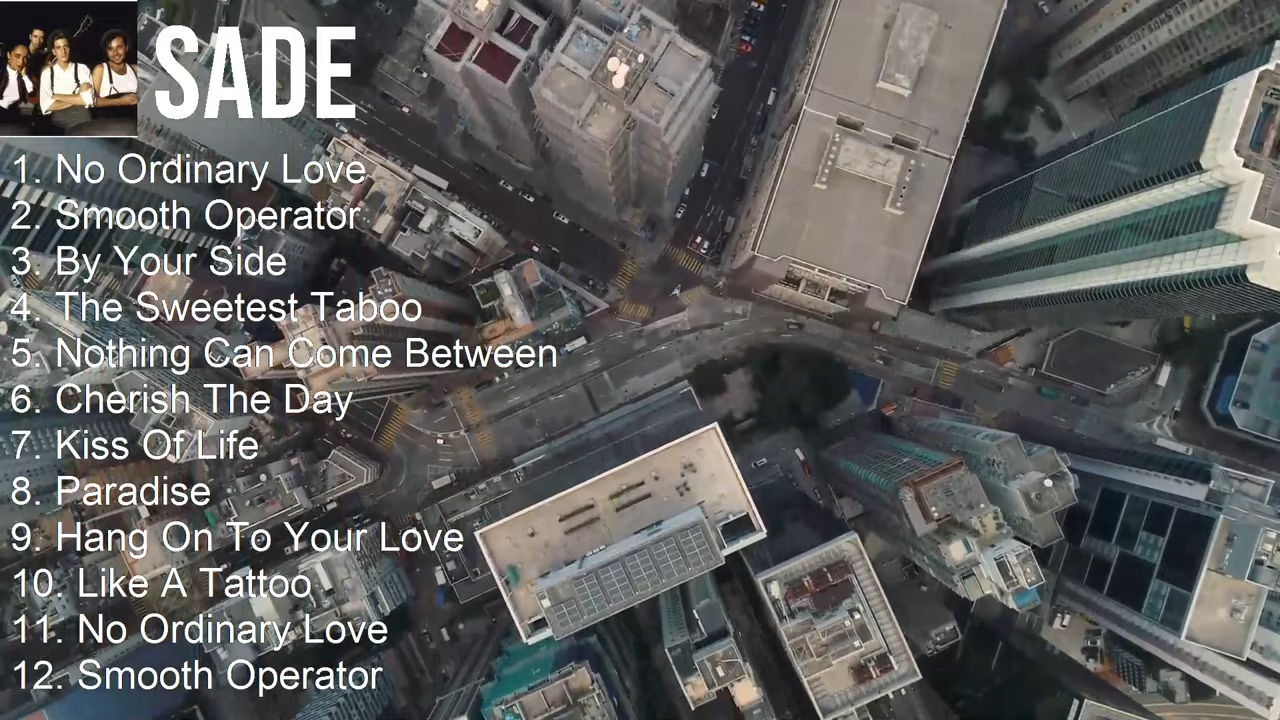 SADE
1. No Ordinary Love
2. Smooth Operator
3. By Your Side
4. The Sweetest Taboo
5. Nothing Can Come Between
6. Cherish The Day
7. Kiss Of Life
8. Paradise
9. Hang On To Your Love
10. Like A Tattoo
11. No Ordinary Love
12. Smooth Operator